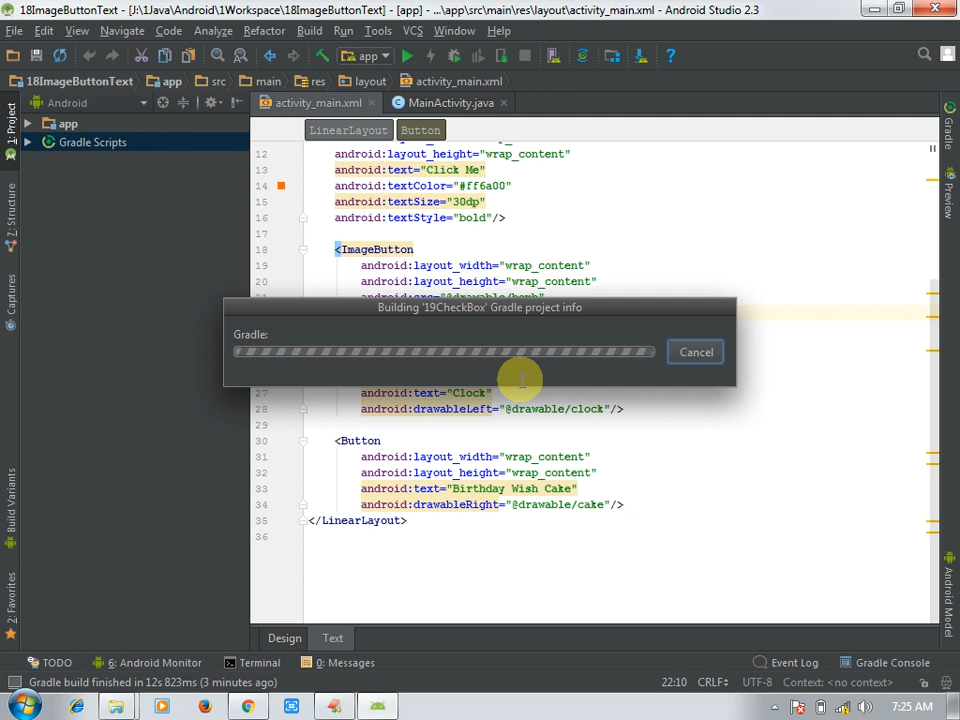 18ImageButtonText - [J:\1Java\Android\1Workspace\18ImageButtonText] - [app] - ...\app\src\main\res\layout\activity_main.xml - Android Studio 2.3
File Edit View Navigate Code Analyze Refactor Build Run Tools VCS Window Help
app
18ImageButtonText app src main res layout activity_main.xml
Android activity_main.xml MainActivity.java
app
Gradle Scripts
1: Project
7: Structure
Captures
Build Variants
2: Favorites
Gradle
Preview
Android Model
LinearLayout Button
12 android:layout_height="wrap_content"
13 android:text="Click Me"
14 android:textColor="#ff6a00"
15 android:textSize="30dp"
16 android:textStyle="bold"/>
17
18 <ImageButton
19 android:layout_width="wrap_content"
20 android:layout_height="wrap_content"
Building '19CheckBox' Gradle project info
Gradle:
Cancel
27 android:text="Clock"
28 android:drawableLeft="@drawable/clock"/>
29
30 <Button
31 android:layout_width="wrap_content"
32 android:layout_height="wrap_content"
33 android:text="Birthday Wish Cake"
34 android:drawableRight="@drawable/cake"/>
35 </LinearLayout>
36
Design Text
TODO 6: Android Monitor Terminal 0: Messages Event Log Gradle Console
Gradle build finished in 12s 823ms (3 minutes ago) 22:10 CRLF UTF-8 Context: <no context>
7:25 AM